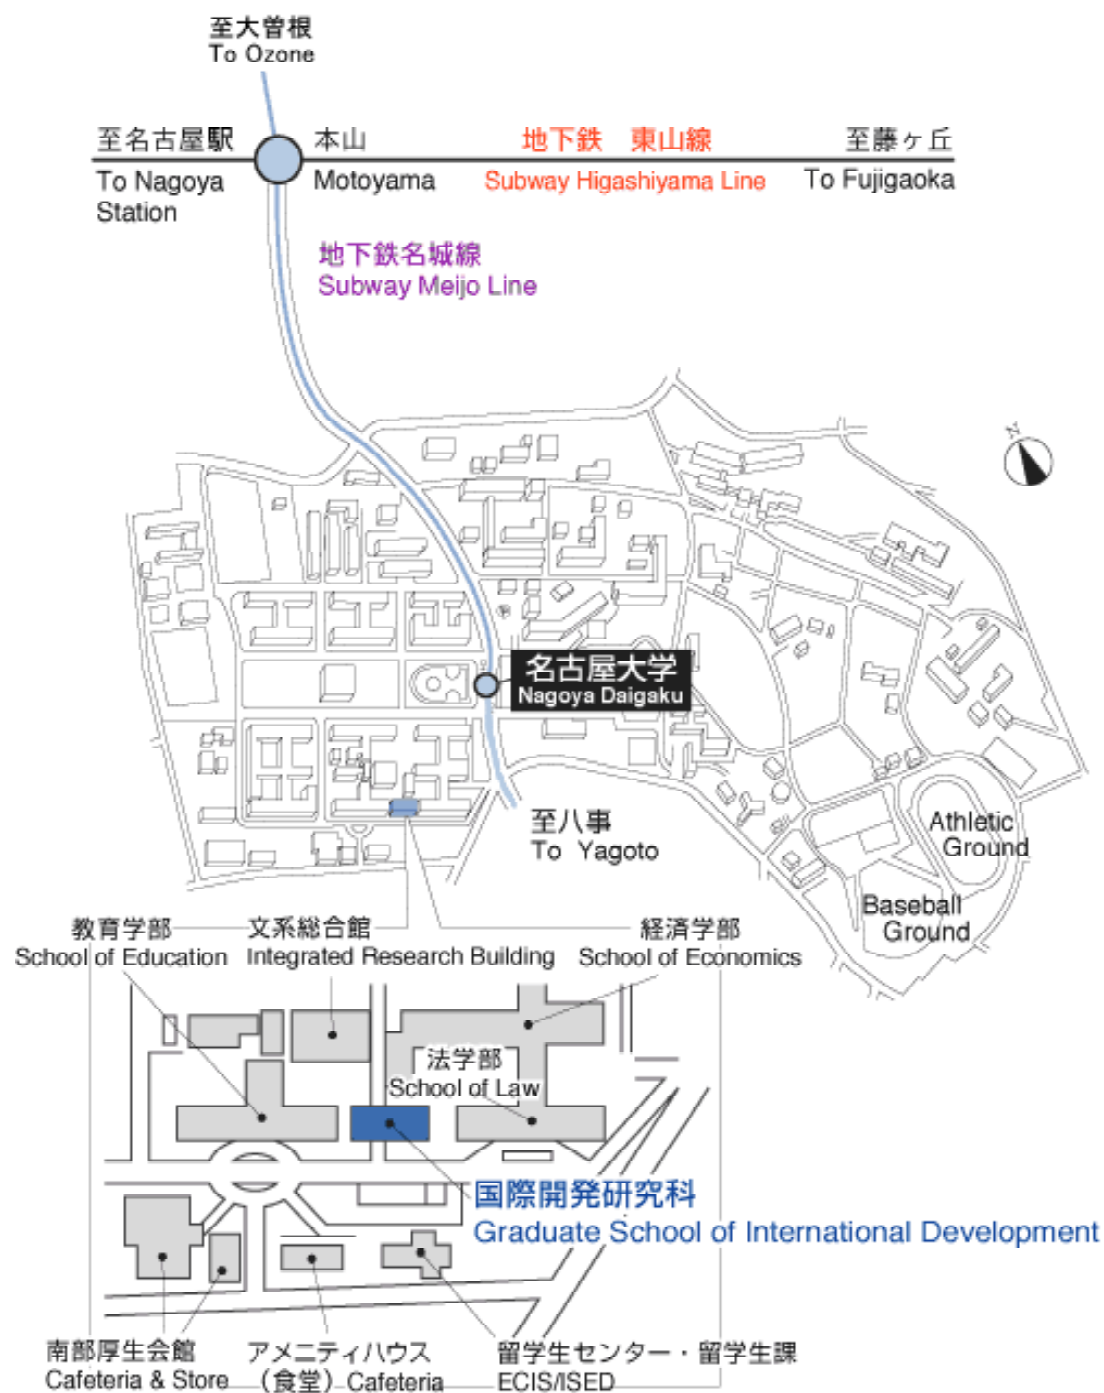 至大曽根
To Ozone
至名古屋駅
To Nagoya
Station
本山
Motoyama
地下鉄 東山線
Subway Higashiyama Line
至藤ヶ丘
To Fujigaoka
地下鉄名城線
Subway Meijo Line
N
名古屋大学
Nagoya Daigaku
至八事
To Yagoto
Athletic
Ground
Baseball
Ground
教育学部
School of Education
文系総合館
Integrated Research Building
経済学部
School of Economics
法学部
School of Law
国際開発研究科
Graduate School of International Development
南部厚生会館
Cafeteria & Store
アメニティハウス
（食堂）Cafeteria
留学生センター・留学生課
ECIS/ISED